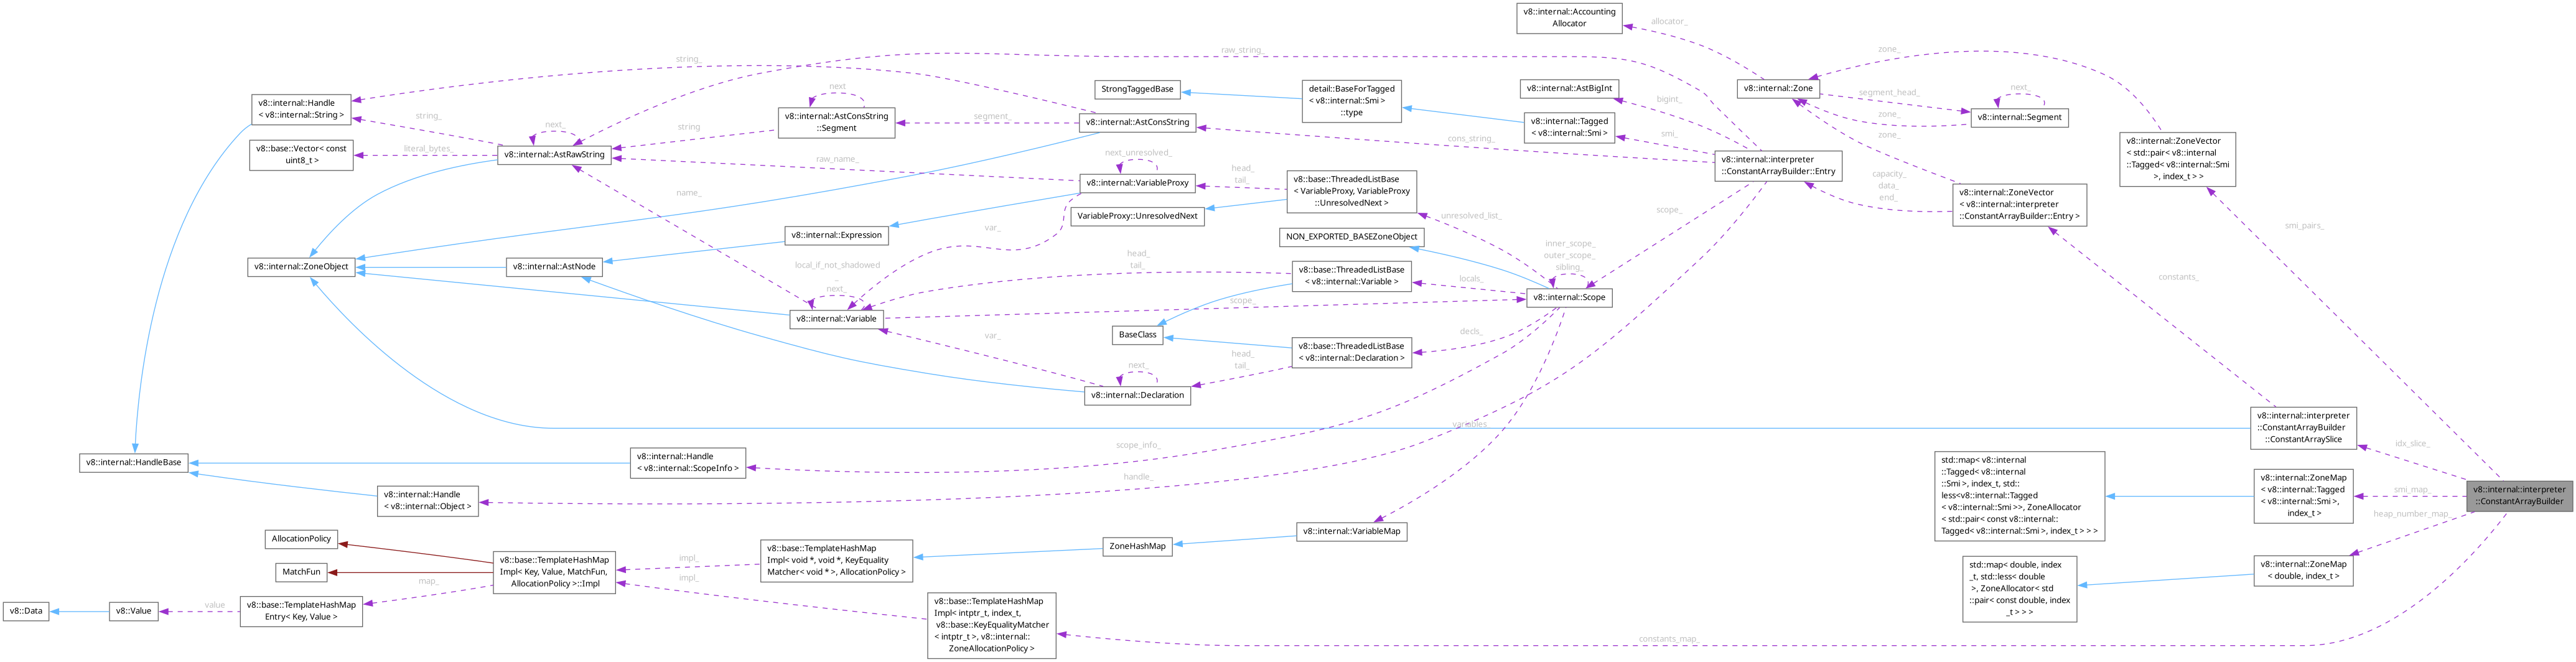 v8::internal::Accounting
Allocator
allocator_
raw_string_
zone_
string_
StrongTaggedBase
detail::BaseForTagged
< v8::internal::Smi >
::type
v8::internal::AstBigInt
bigint_
v8::internal::Zone
segment_head_
next_
v8::internal::Segment
zone_
zone_
v8::internal::Handle
< v8::internal::String >
string_
next
v8::internal::AstConsString
::Segment
string
segment_
v8::internal::AstConsString
v8::internal::Tagged
< v8::internal::Smi >
smi_
cons_string_
v8::base::Vector< const
uint8_t >
literal_bytes_
next_
v8::internal::AstRawString
raw_name_
next_unresolved_
v8::internal::VariableProxy
head_
tail_
v8::base::ThreadedListBase
< VariableProxy, VariableProxy
::UnresolvedNext >
VariableProxy::UnresolvedNext
v8::internal::interpreter
::ConstantArrayBuilder::Entry
capacity_
data_
end_
v8::internal::ZoneVector
< v8::internal::interpreter
::ConstantArrayBuilder::Entry >
v8::internal::ZoneVector
< std::pair< v8::internal
::Tagged< v8::internal::Smi
>, index_t > >
name_
var_
unresolved_list_
scope_
smi_pairs_
v8::internal::Expression
NON_EXPORTED_BASEZoneObject
inner_scope_
outer_scope_
sibling_
v8::internal::ZoneObject
v8::internal::AstNode
local_if_not_shadowed
_
next_
head_
tail_
v8::base::ThreadedListBase
< v8::internal::Variable >
locals_
v8::internal::Scope
constants_
v8::internal::Variable
scope_
BaseClass
var_
decls_
v8::base::ThreadedListBase
< v8::internal::Declaration >
head_
tail_
next_
v8::internal::Declaration
v8::internal::interpreter
::ConstantArrayBuilder
::ConstantArraySlice
idx_slice_
variables_
scope_info_
v8::internal::HandleBase
v8::internal::Handle
< v8::internal::ScopeInfo >
handle_
v8::internal::Handle
< v8::internal::Object >
std::map< v8::internal
::Tagged< v8::internal
::Smi >, index_t, std::
less<v8::internal::Tagged
< v8::internal::Smi >>, ZoneAllocator
< std::pair< const v8::internal::
Tagged< v8::internal::Smi >, index_t > > >
v8::internal::ZoneMap
< v8::internal::Tagged
< v8::internal::Smi >,
index_t >
smi_map_
heap_number_map_
v8::internal::interpreter
::ConstantArrayBuilder
v8::internal::VariableMap
AllocationPolicy
MatchFun
v8::base::TemplateHashMap
Impl< Key, Value, MatchFun,
AllocationPolicy >::Impl
impl_
impl_
v8::base::TemplateHashMap
Impl< void *, void *, KeyEquality
Matcher< void * >, AllocationPolicy >
ZoneHashMap
std::map< double, index
_t, std::less< double
>, ZoneAllocator< std
::pair< const double, index
_t > > >
v8::internal::ZoneMap
< double, index_t >
map_
v8::Data
v8::Value
value
v8::base::TemplateHashMap
Entry< Key, Value >
v8::base::TemplateHashMap
Impl< intptr_t, index_t,
v8::base::KeyEqualityMatcher
< intptr_t >, v8::internal::
ZoneAllocationPolicy >
constants_map_